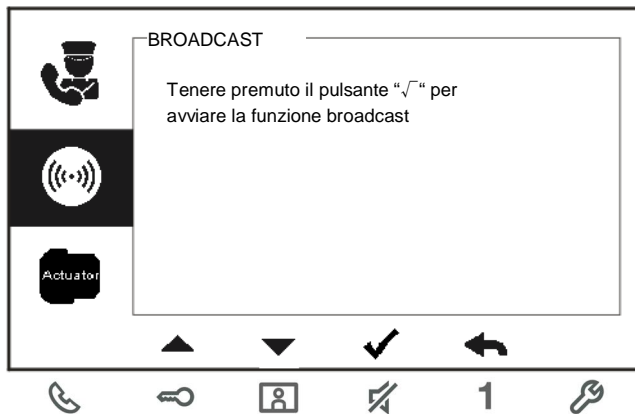 BROADCAST
Tenere premuto il pulsante “√“ per
avviare la funzione broadcast
Actuator
1